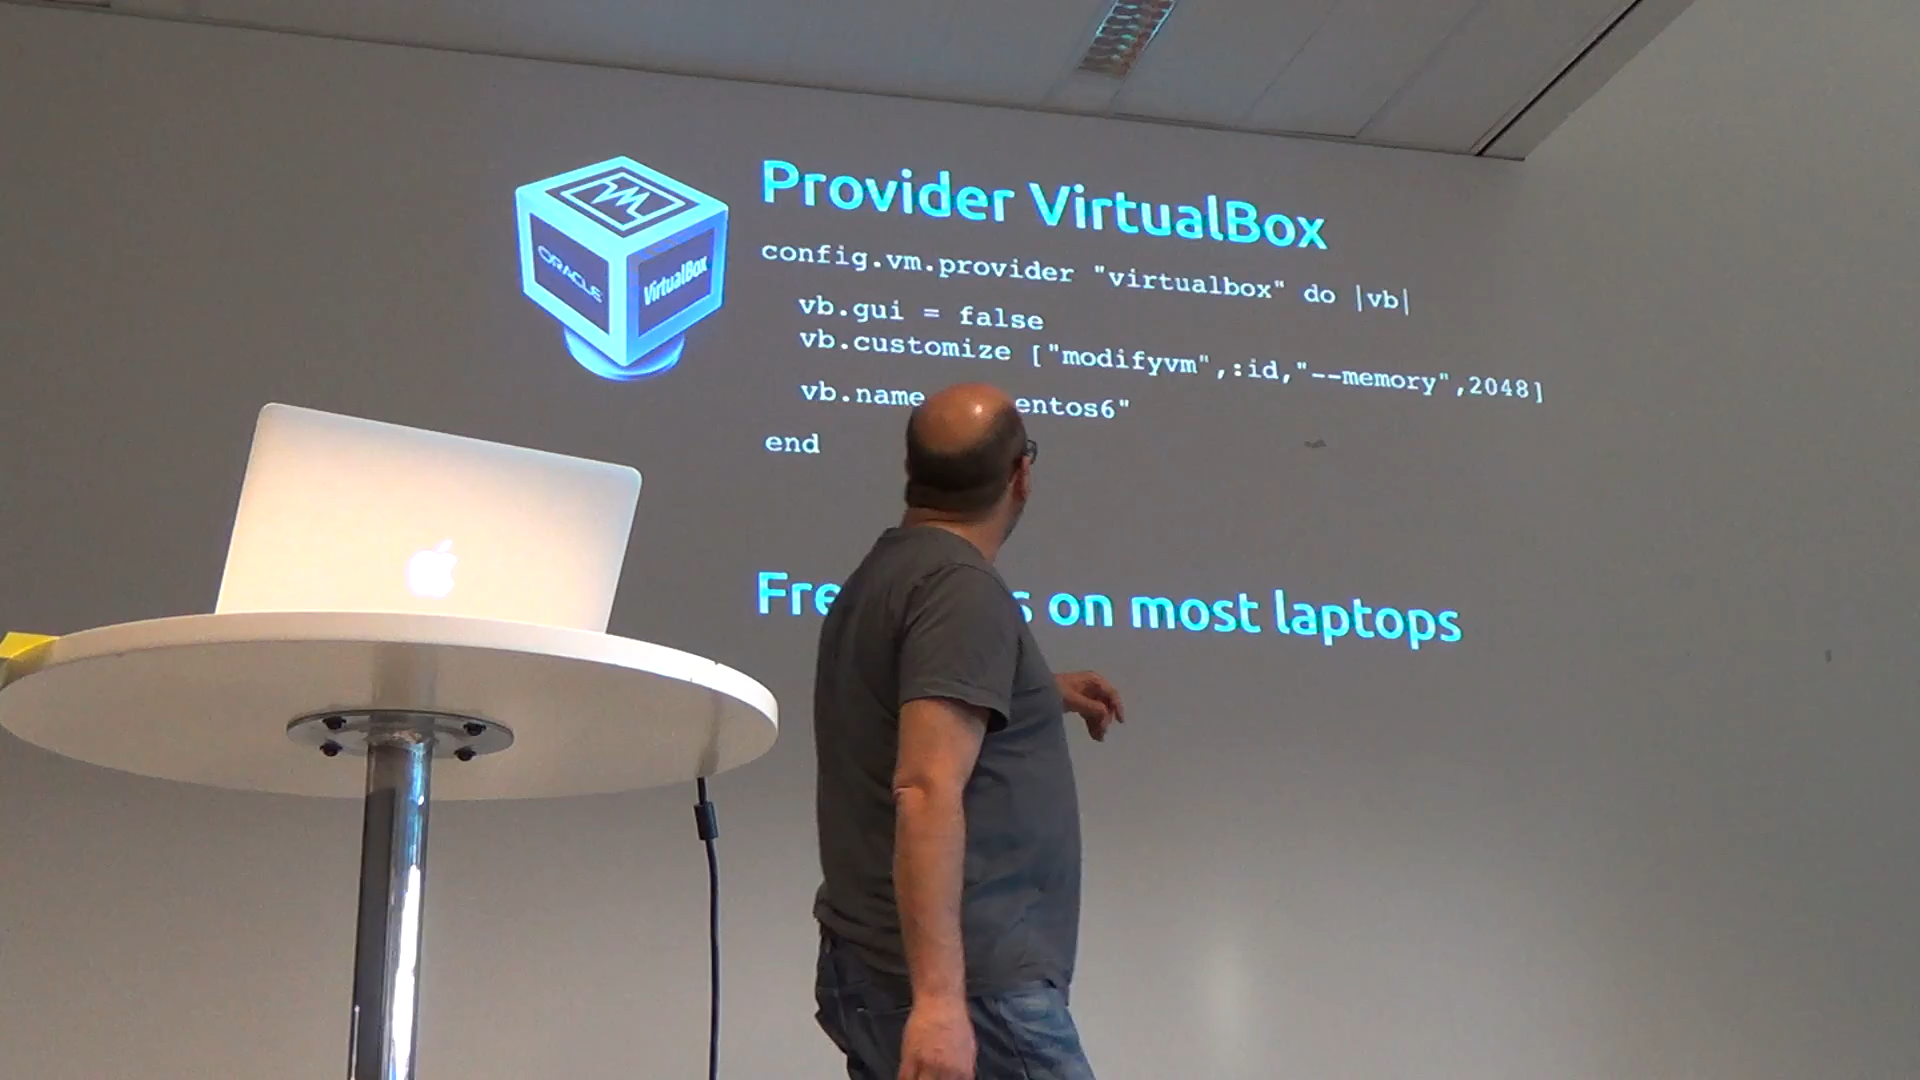 Provider VirtualBox
ORACLE
VirtualBox
config.vm.provider "virtualbox" do |vb|
vb.gui = false
vb.customize ["modifyvm",:id,"--memory",2048]
vb.name entos6"
end
on most laptops